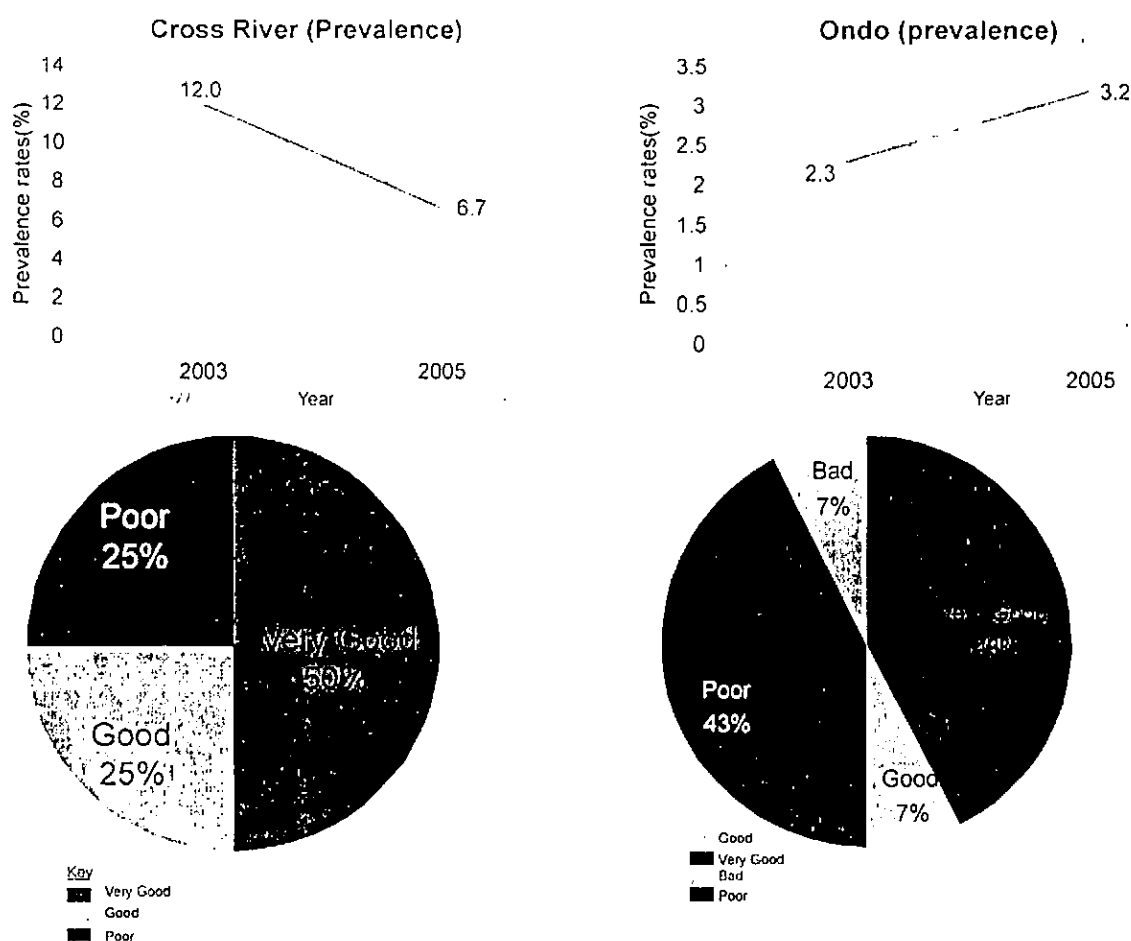 Cross River (Prevalence)
Prevalence rates(%)
14
12
10
8
6
4
2
0
12.0
6.7
2003
2005
Year
Ondo (prevalence)
Prevalence rates(%)
3.5
3
2.5
2
1.5
1
0.5
0
2.3
3.2
2003
2005
Year
Poor
25%
Very Good
50%
Good
25%
Key
Very Good
Good
Poor
Bad
7%
Good
Poor
43%
Good
7%
Good
Very Good
Bad
Poor